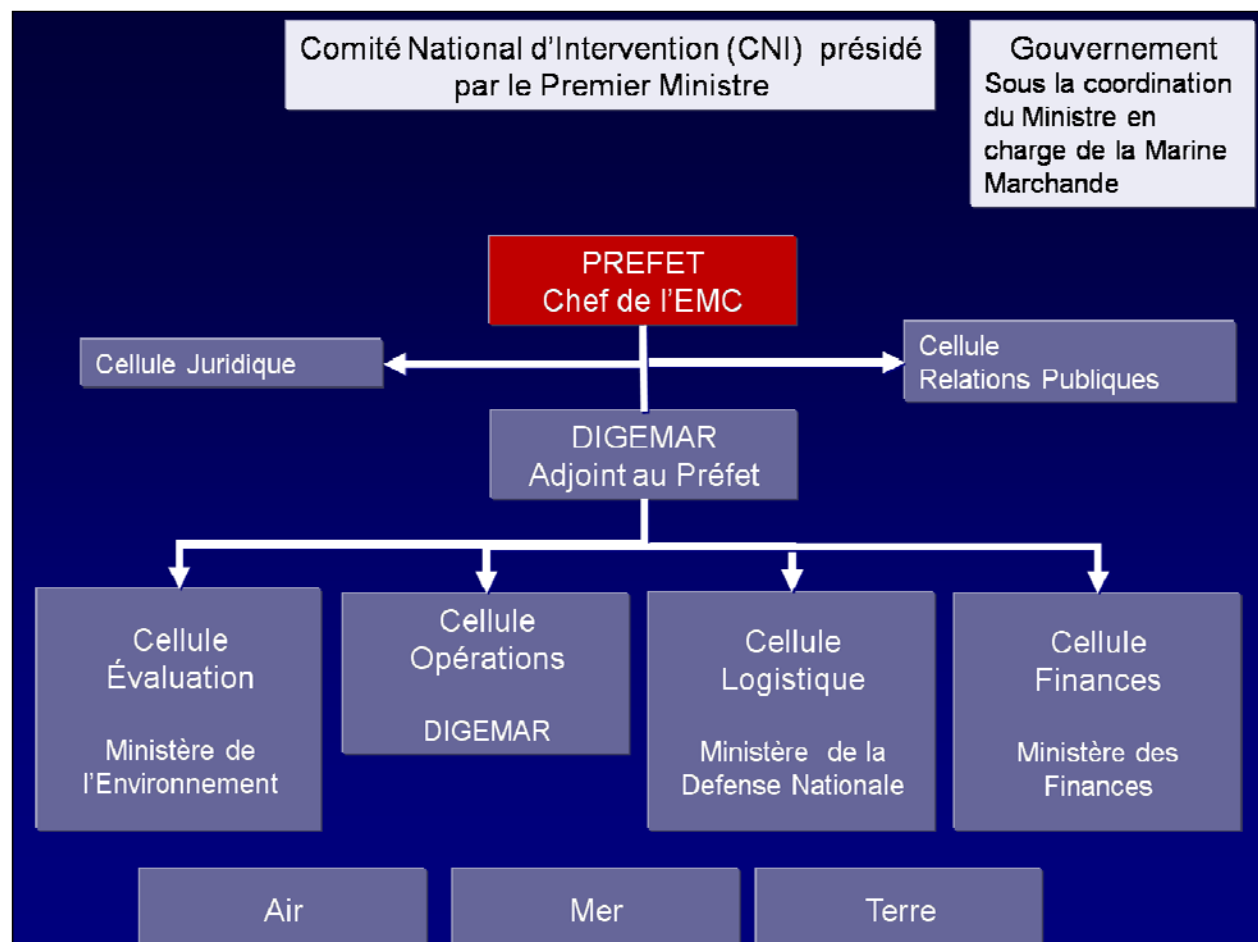 Comité National d'Intervention (CNI) présidé
par le Premier Ministre
Gouvernement
Sous la coordination
du Ministre en
charge de la Marine
Marchande
PREFET
Chef de l'EMC
Cellule Juridique
Cellule
Relations Publiques
DIGEMAR
Adjoint au Préfet
Cellule
Évaluation
Ministère de
l'Environnement
Cellule
Opérations
DIGEMAR
Cellule
Logistique
Ministère de la
Defense Nationale
Cellule
Finances
Ministère des
Finances
Air
Mer
Terre